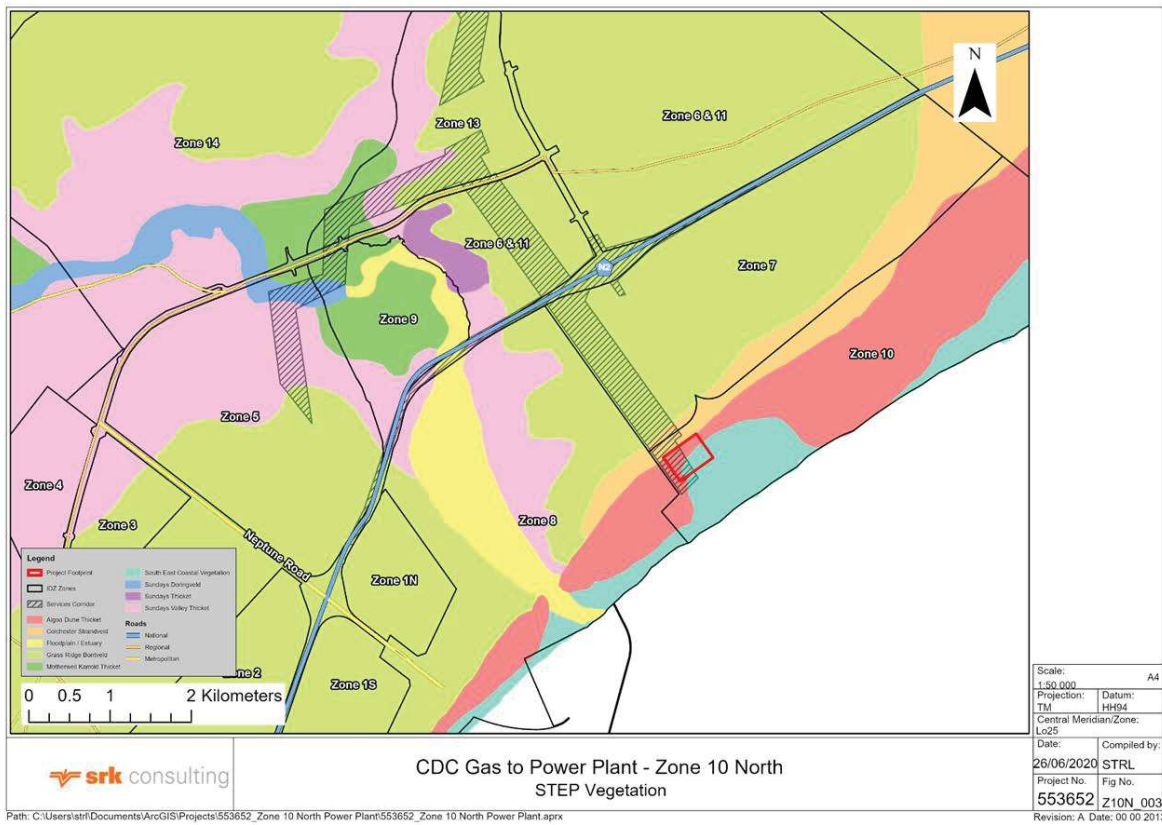 N
Zone 13
Zone 6 & 11
Zone 14
Zone 6 & 11
Zone 7
N2
Zone 9
Zone 10
Zone 5
Zone 4
Zone 3
Zone 8
Neptune Road
Zone 1N
Zone 2
Zone 1S
Legend
Project Footprint
IDZ Zones
Services Corridor
Algoa Dune Thicket
Colchester Strandveld
Floodplain / Estuary
Grass Ridge Bontveld
Motherwell Karroid Thicket
South East Coastal Vegetation
Sundays Doringveld
Sundays Thicket
Sundays Valley Thicket
Roads
National
Regional
Metropolitan
0 0.5 1 2 Kilometers
Scale: A4
1:50 000
Projection: Datum:
TM HH94
Central Meridian/Zone:
Lo25
Date: Compiled by:
26/06/2020 STRL
Project No. Fig No.
553652 Z10N_003
srk consulting
CDC Gas to Power Plant - Zone 10 North
STEP Vegetation
Path: C:\Users\strl\Documents\ArcGIS\Projects\553652_Zone 10 North Power Plant\553652_Zone 10 North Power Plant.aprx
Revision: A Date: 00 00 2013